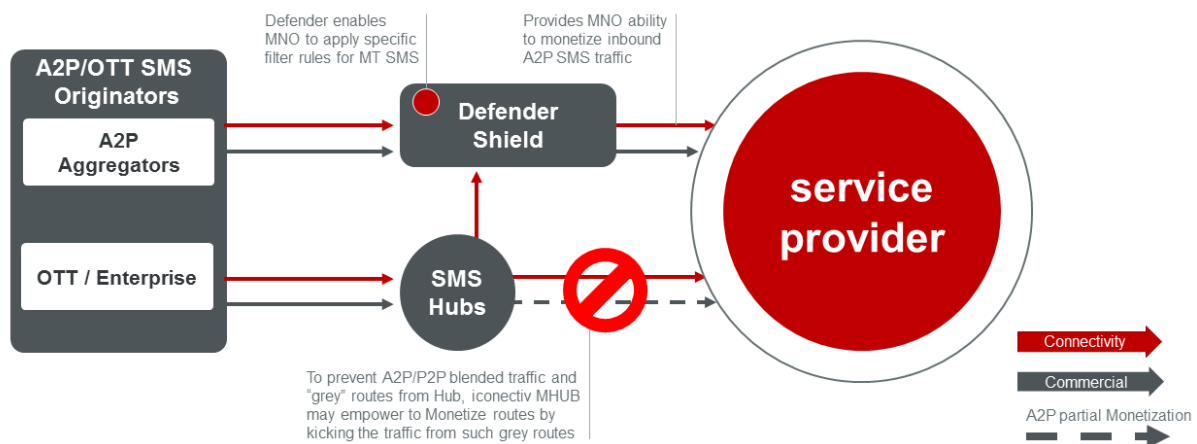 Defender enables
MNO to apply specific
filter rules for MT SMS
Provides MNO ability
to monetize inbound
A2P SMS traffic
A2P/OTT SMS
Originators
A2P
Aggregators
OTT / Enterprise
Defender
Shield
SMS
Hubs
service
provider
To prevent A2P/P2P blended traffic and
"grey" routes from Hub, iconectiv MHUB
may empower to Monetize routes by
kicking the traffic from such grey routes
Connectivity
Commercial
A2P partial Monetization